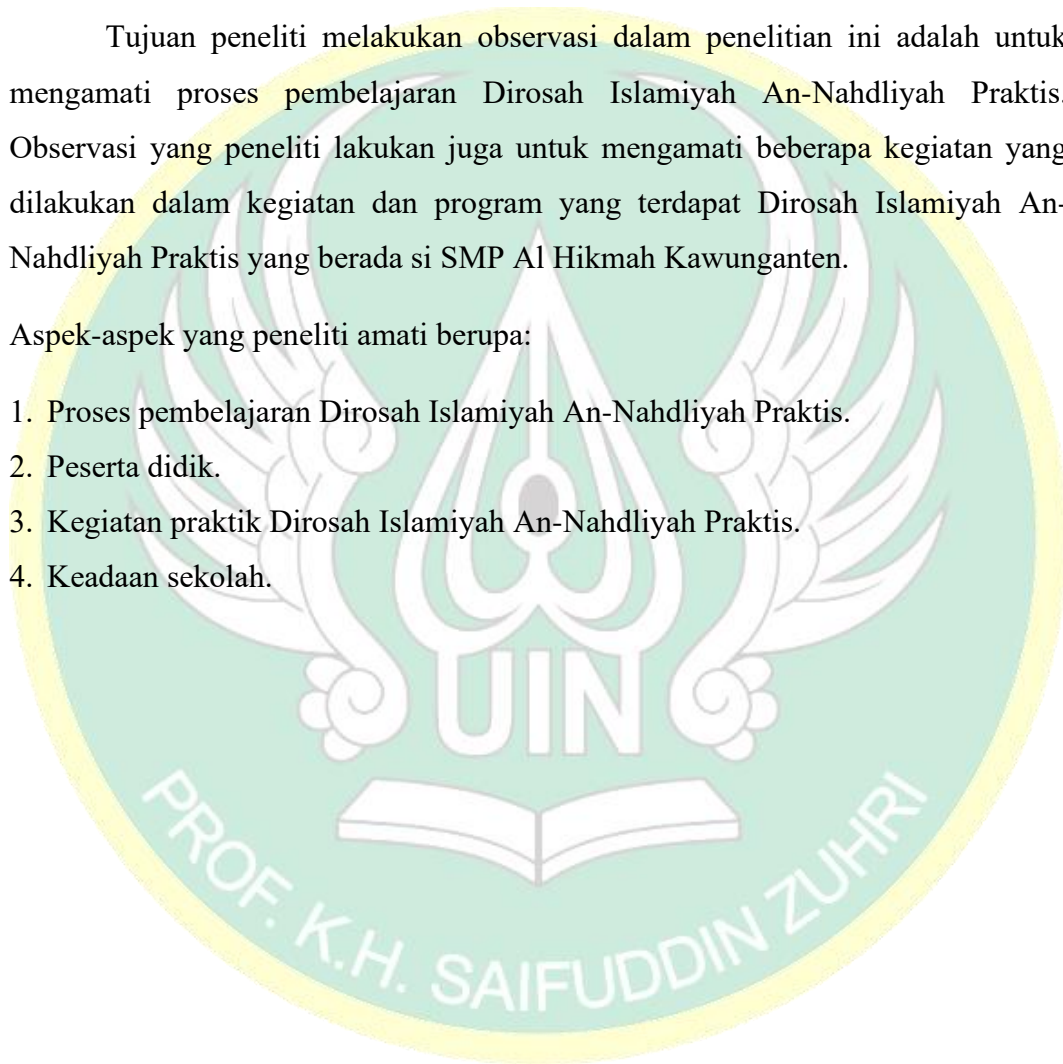 Tujuan peneliti melakukan observasi dalam penelitian ini adalah untuk
mengamati proses pembelajaran Dirosah Islamiyah An-Nahdliyah Praktis.
Observasi yang peneliti lakukan juga untuk mengamati beberapa kegiatan yang
dilakukan dalam kegiatan dan program yang terdapat Dirosah Islamiyah An-
Nahdliyah Praktis yang berada si SMP Al Hikmah Kawunganten.
Aspek-aspek yang peneliti amati berupa:
1. Proses pembelajaran Dirosah Islamiyah An-Nahdliyah Praktis.
2. Peserta didik.
3. Kegiatan praktik Dirosah Islamiyah An-Nahdliyah Praktis.
4. Keadaan sekolah.
UIN
PROF. K.H. SAIFUDDIN ZUHRI